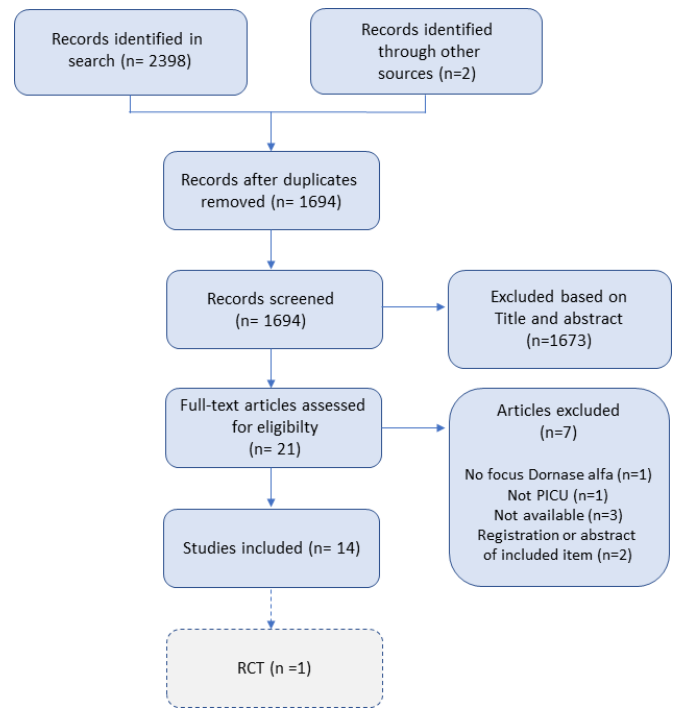 Records identified in
search (n= 2398)
Records identified
through other
sources (n=2)
Records after duplicates
removed (n= 1694)
Records screened
(n= 1694)
Excluded based on
Title and abstract
(n=1673)
Full-text articles assessed
for eligibilty
(n= 21)
Articles excluded
(n=7)
No focus Dornase alfa (n=1)
Not PICU (n=1)
Not available (n=3)
Registration or abstract
of included item (n=2)
Studies included (n= 14)
RCT (n =1)